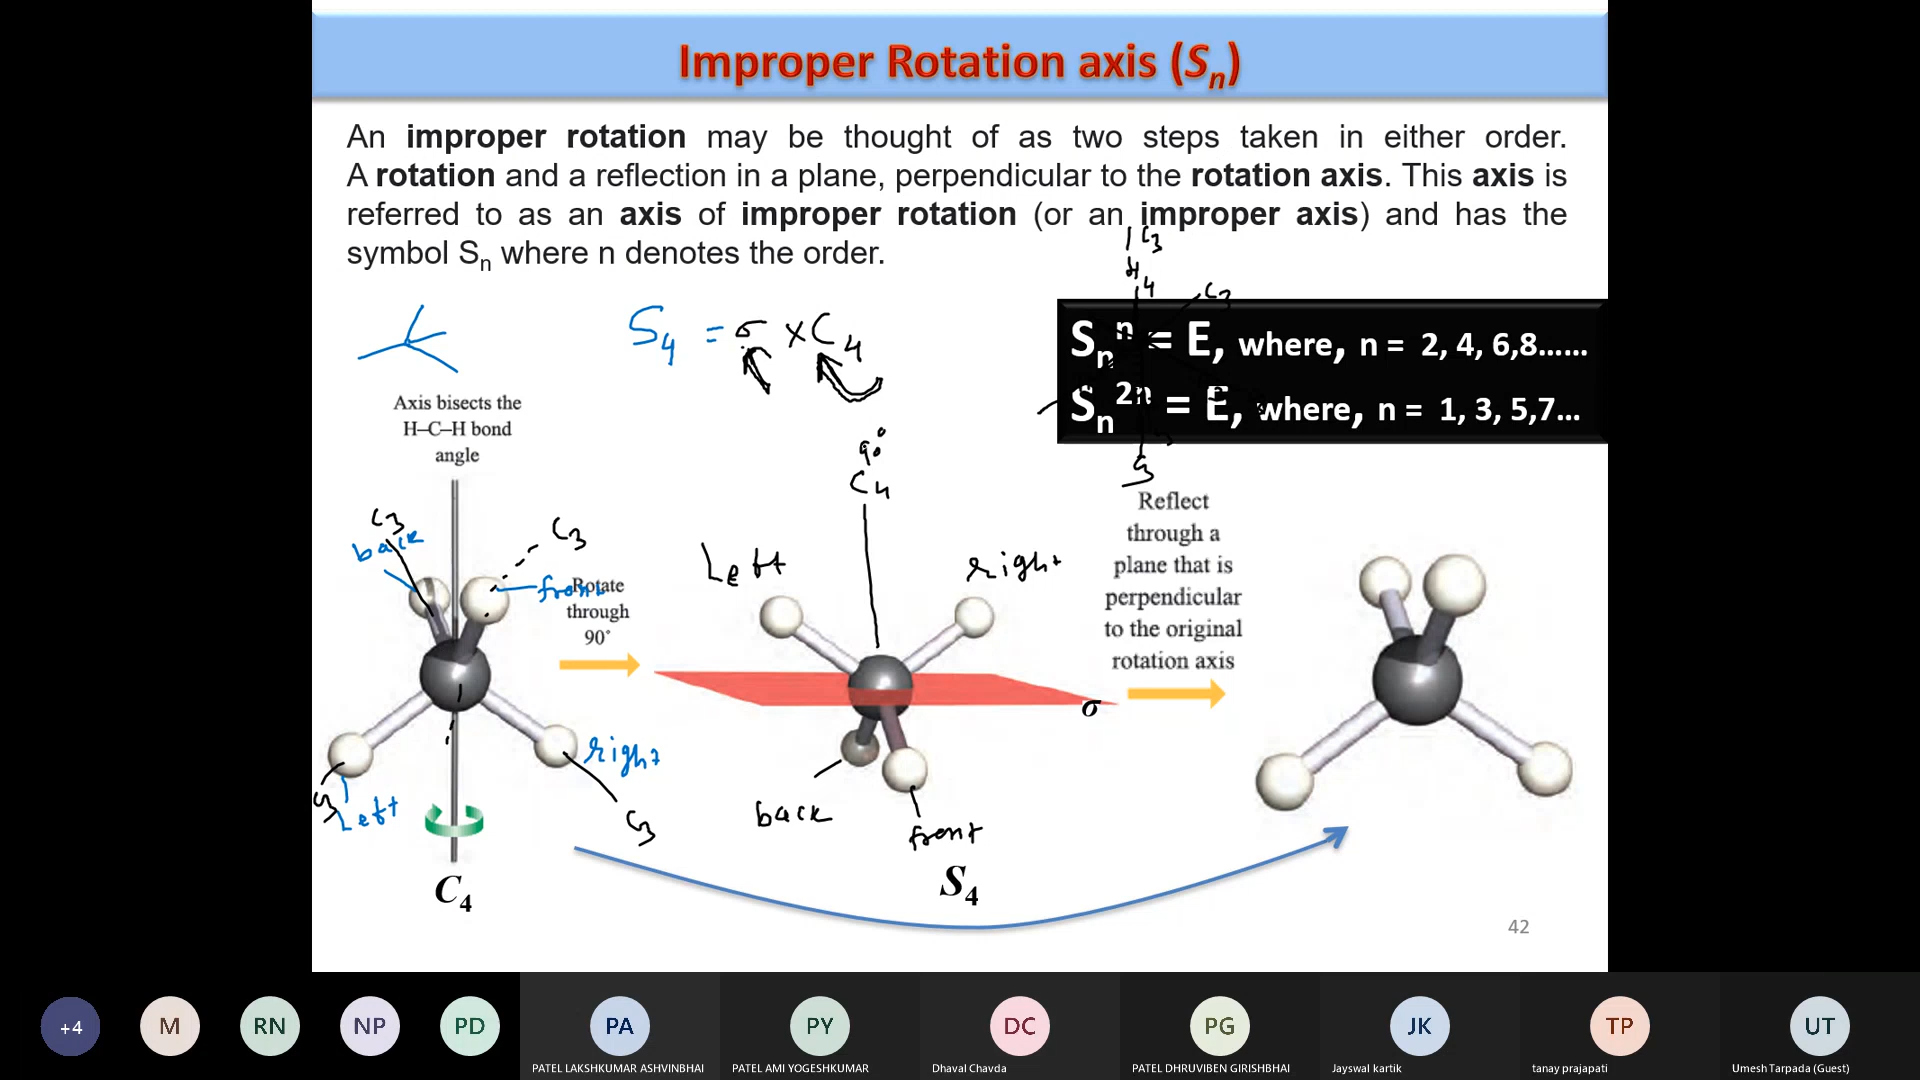 Improper Rotation axis (Sn)
An improper rotation may be thought of as two steps taken in either order.
A rotation and a reflection in a plane, perpendicular to the rotation axis. This axis is
referred to as an axis of improper rotation (or an improper axis) and has the
symbol Sn where n denotes the order.
C3
H
4
C3
S4 = σ × C4
Sn^n = E, where, n = 2, 4, 6,8......
Sn^2n = E, where, n = 1, 3, 5,7...
Axis bisects the
H–C–H bond
angle
90°
C4
C3
Reflect
through a
plane that is
perpendicular
to the original
rotation axis
C3
back
C3
front
Rotate
through
90°
Left
right
σ
right
C3
Left
C3
back
front
C4
S4
42
+4
M
RN
NP
PD
PA
PY
DC
PG
JK
TP
UT
PATEL LAKSHKUMAR ASHVINBHAI
PATEL AMI YOGESHKUMAR
Dhaval Chavda
PATEL DHRUVIBEN GIRISHBHAI
Jayswal kartik
tanay prajapati
Umesh Tarpada (Guest)